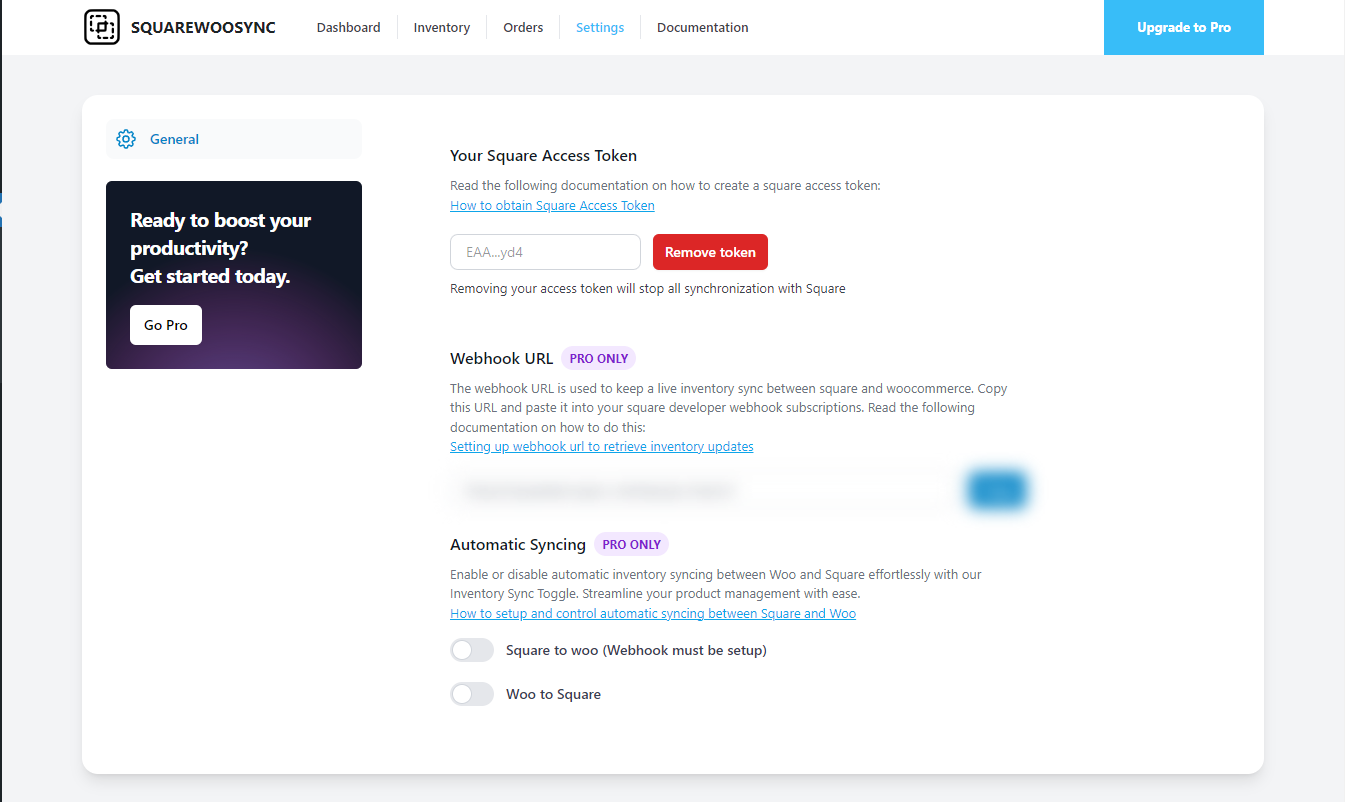 SQUAREWOOSYNC
Dashboard
Inventory
Orders
Settings
Documentation
Upgrade to Pro
General
Ready to boost your
productivity?
Get started today.
Go Pro
Your Square Access Token
Read the following documentation on how to create a square access token:
How to obtain Square Access Token
EAA...yd4
Remove token
Removing your access token will stop all synchronization with Square
Webhook URL PRO ONLY
The webhook URL is used to keep a live inventory sync between square and woocommerce. Copy
this URL and paste it into your square developer webhook subscriptions. Read the following
documentation on how to do this:
Setting up webhook url to retrieve inventory updates
Automatic Syncing PRO ONLY
Enable or disable automatic inventory syncing between Woo and Square effortlessly with our
Inventory Sync Toggle. Streamline your product management with ease.
How to setup and control automatic syncing between Square and Woo
Square to woo (Webhook must be setup)
Woo to Square